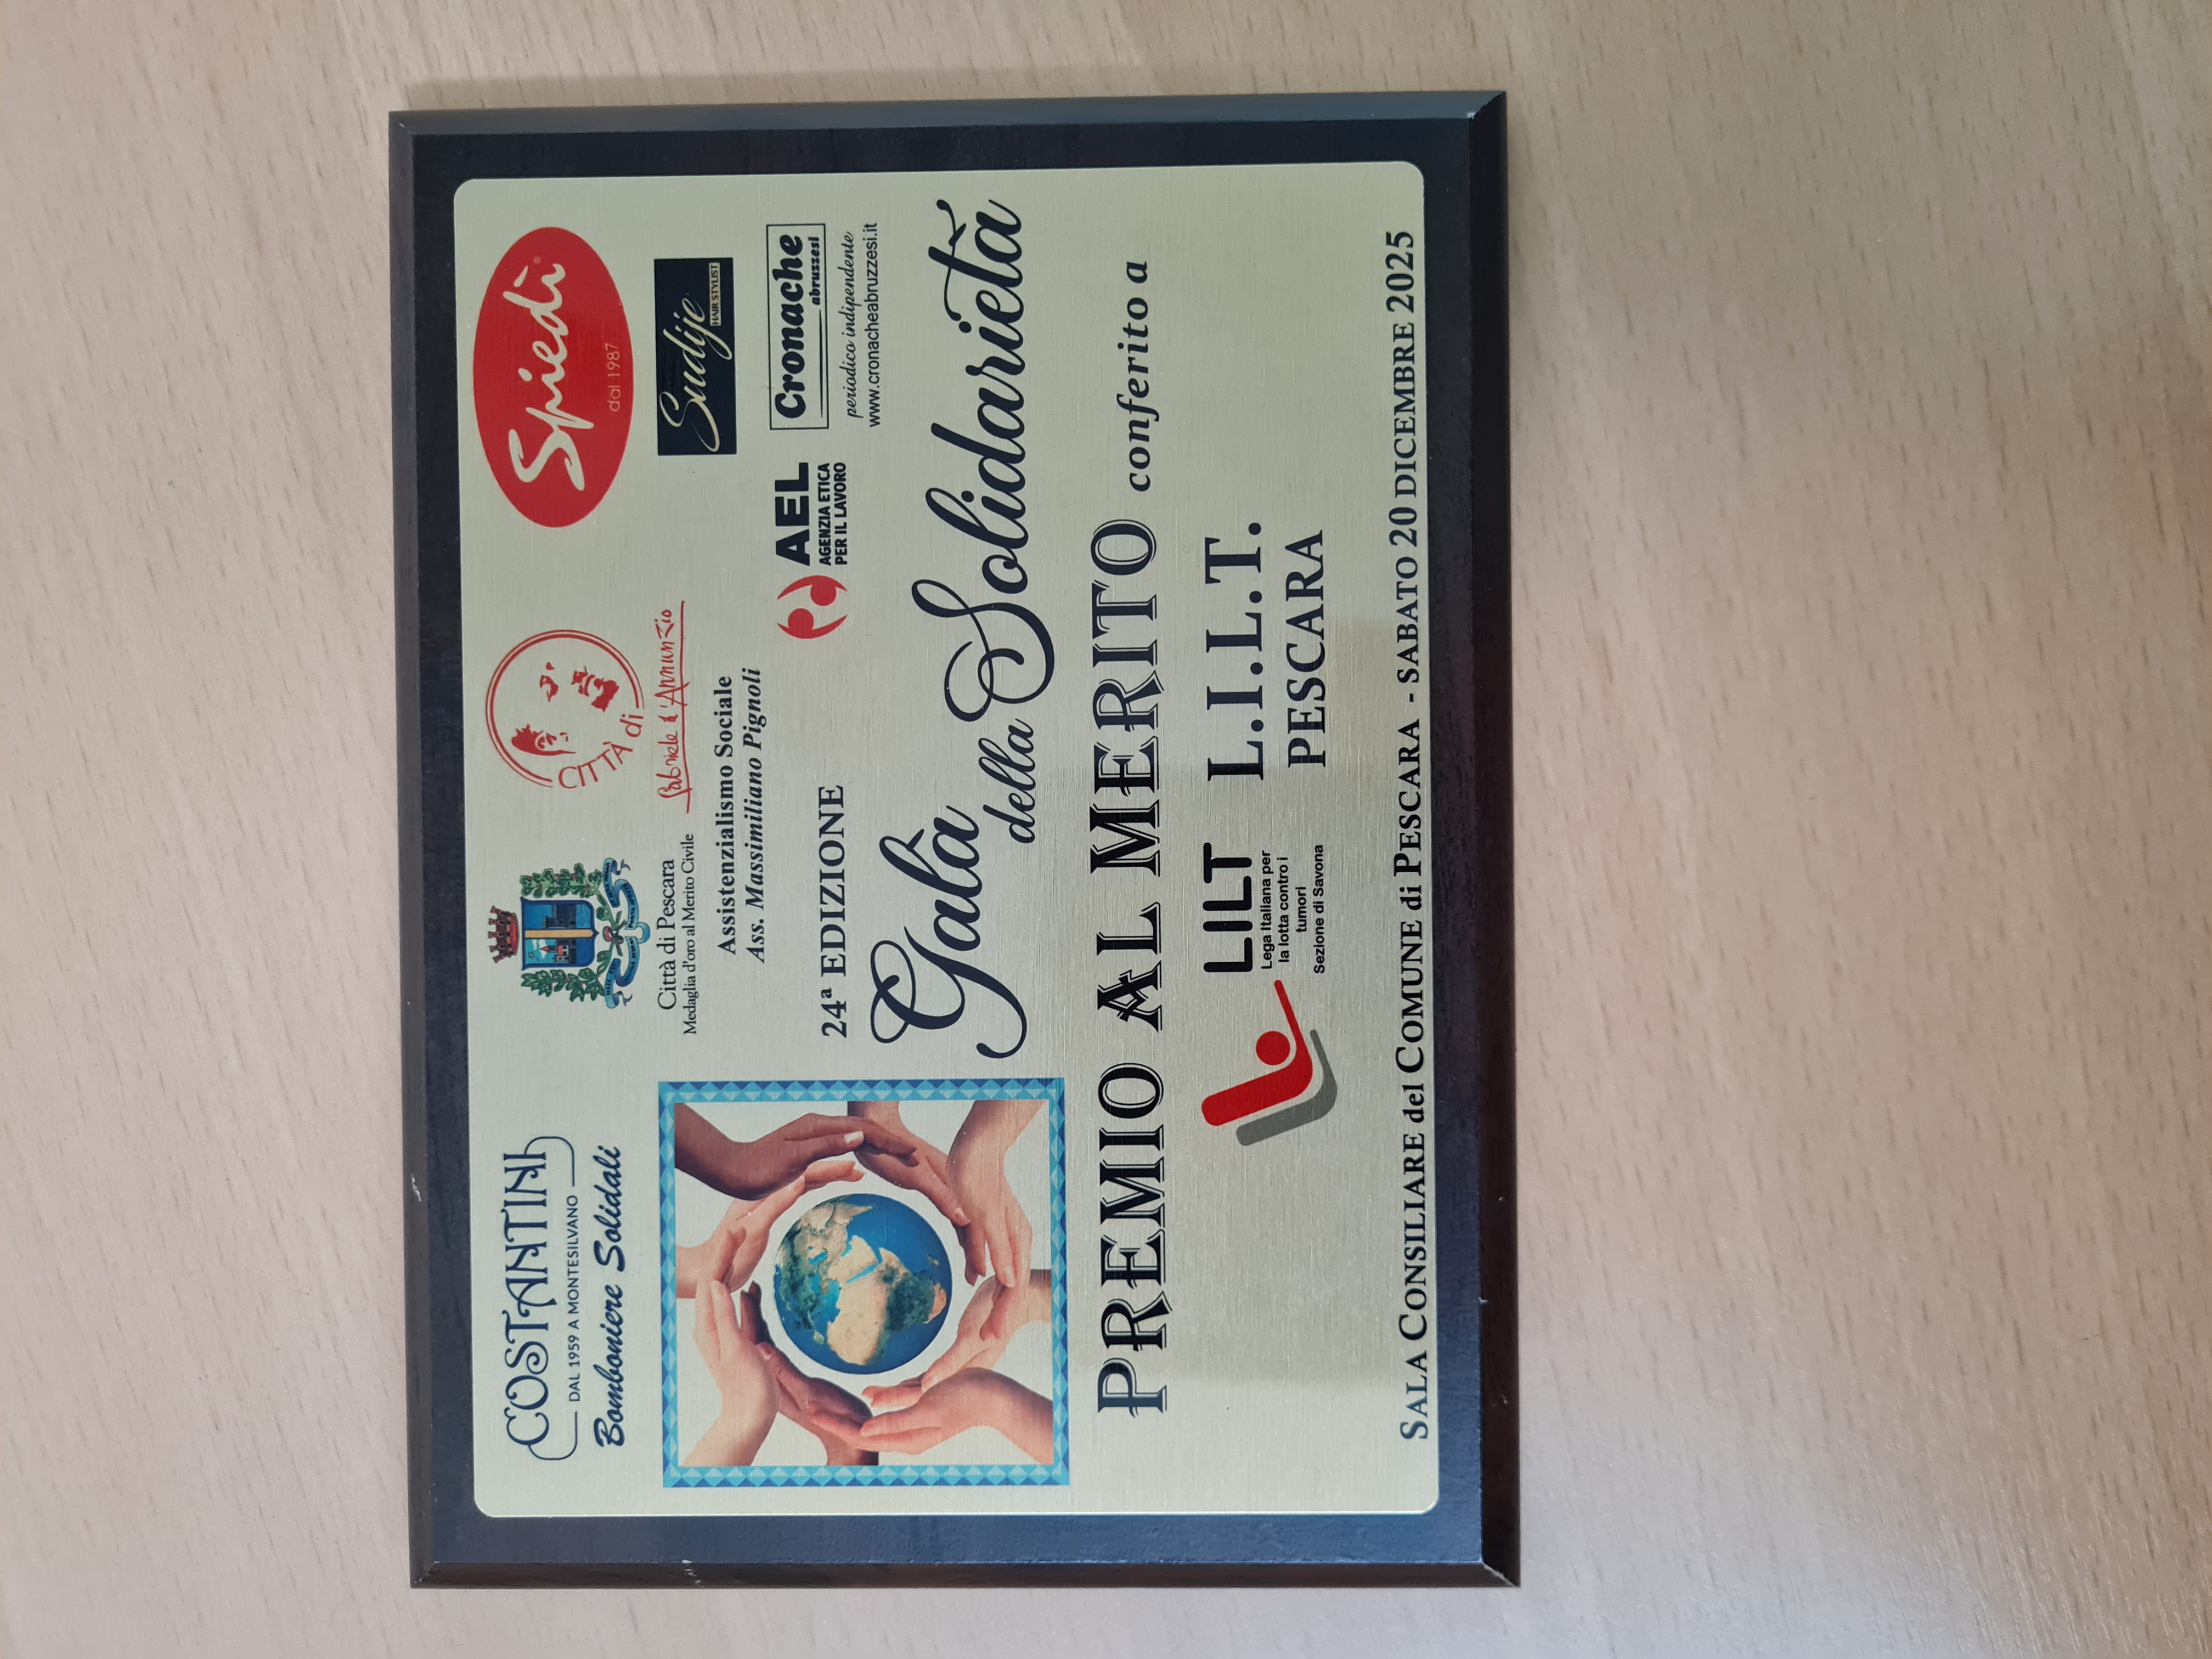 COSTANTINI
DAL 1959 A MONTESILVANO
Bomboniere Solidali
Città di Pescara
Medaglia d'oro al Merito Civile
CITTÀ di
Gabriele d'Annunzio
Spiedì
dal 1987
Sudije
HAIR STYLIST
Assistenzialismo Sociale
Ass. Massimiliano Pignoli
AEL
AGENZIA ETICA
PER IL LAVORO
Cronache
abruzzesi
periodico indipendente
www.cronacheabruzzesi.it
24ª EDIZIONE
Galà
della Solidarietà
PREMIO AL MERITO conferito a
LILT
Lega Italiana per
la lotta contro i
tumori
Sezione di Savona
L.I.L.T.
PESCARA
SALA CONSILIARE del COMUNE di PESCARA - SABATO 20 DICEMBRE 2025